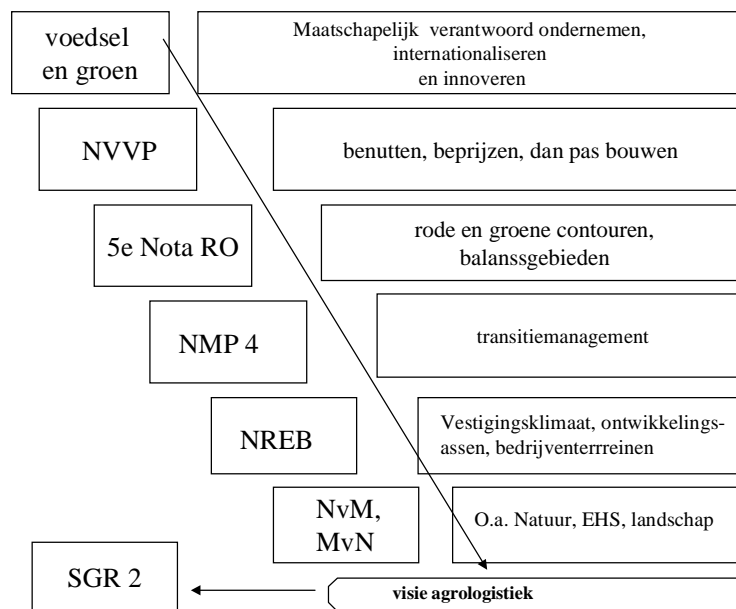 voedsel
en groen
Maatschapelijk verantwoord ondernemen,
internationaliseren
en innoveren
NVVP
benutten, beprijzen, dan pas bouwen
5e Nota RO
rode en groene contouren,
balanssgebieden
NMP 4
transitiemanagement
NREB
Vestigingsklimaat, ontwikkelings-
assen, bedrijventerrreinen
NvM,
MvN
O.a. Natuur, EHS, landschap
SGR 2
visie agrologistiek